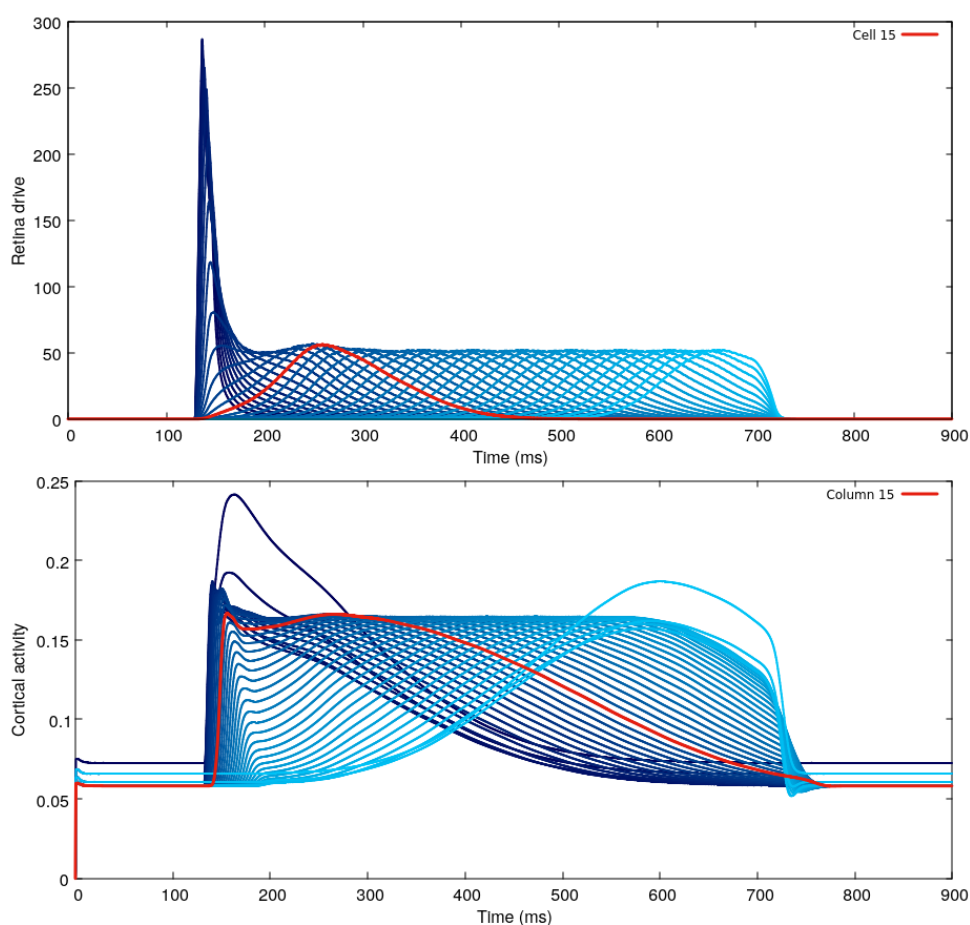 300
250
200
150
100
50
0
Retina drive
Cell 15
0 100 200 300 400 500 600 700 800 900
Time (ms)
0.25
0.2
0.15
0.1
0.05
0
Cortical activity
Column 15
0 100 200 300 400 500 600 700 800 900
Time (ms)